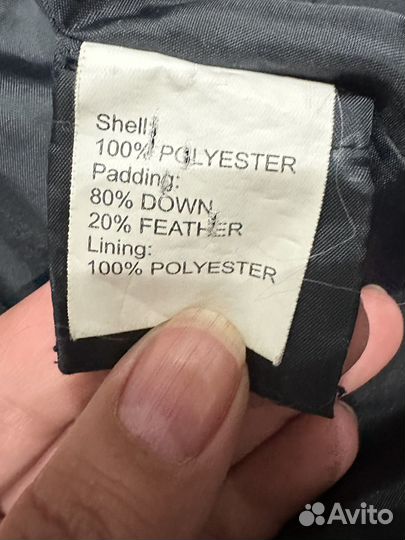 Shell:
100% POLYESTER
Padding:
80% DOWN
20% FEATHER
Lining:
100% POLYESTER
Avito